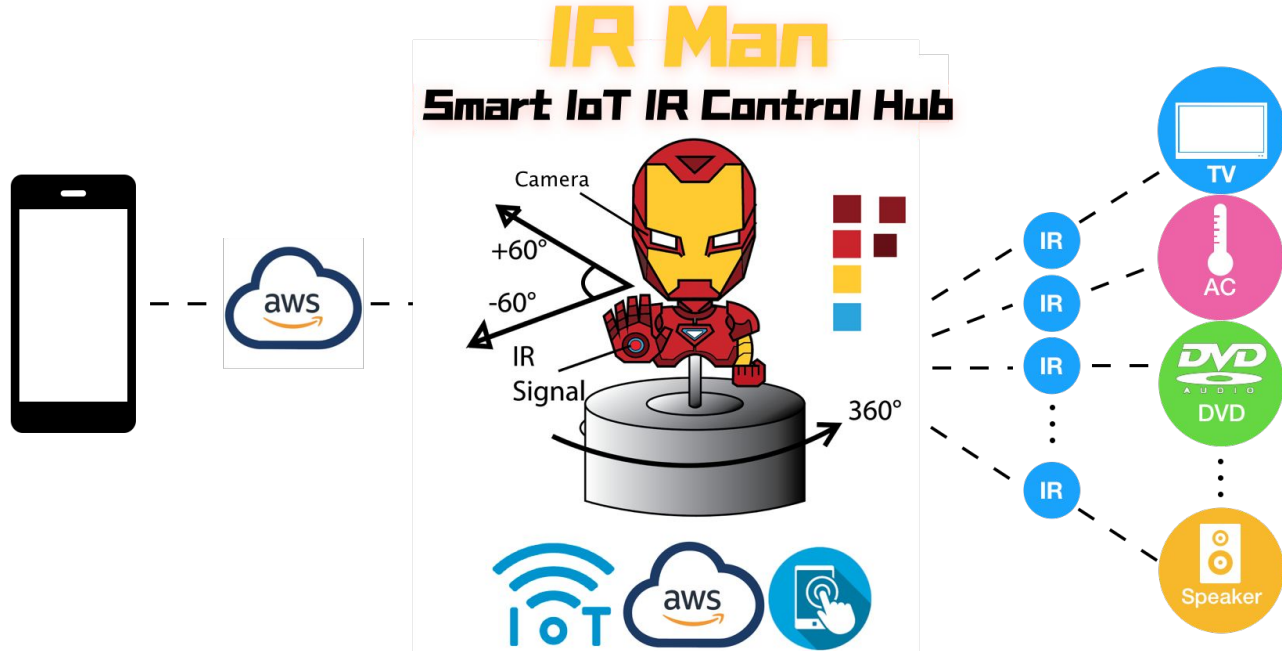 IR Man
Smart IoT IR Control Hub
Camera
+60°
-60°
IR
Signal
360°
aws
IoT
aws
IR
IR
IR
IR
TV
AC
DVD
AUDIO
DVD
Speaker